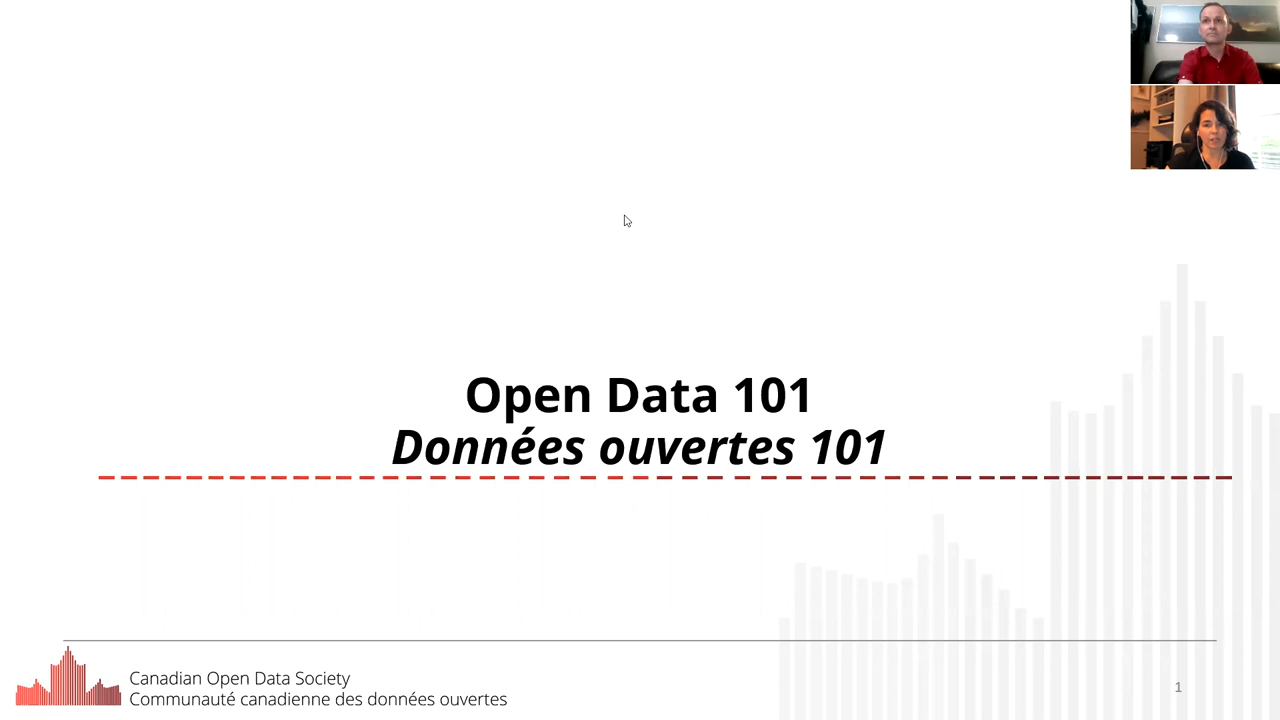 Open Data 101
Données ouvertes 101
Canadian Open Data Society
Communauté canadienne des données ouvertes
1